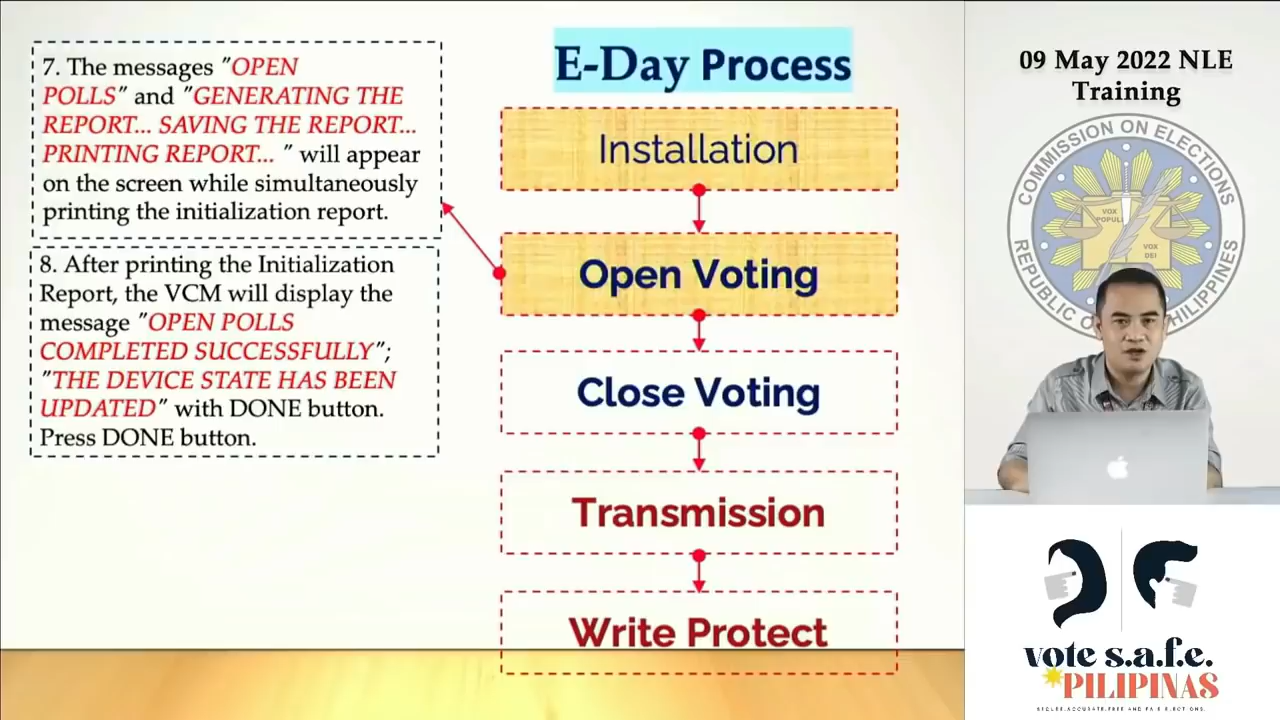 7. The messages "OPEN
POLLS" and "GENERATING THE
REPORT... SAVING THE REPORT...
PRINTING REPORT... " will appear
on the screen while simultaneously
printing the initialization report.
8. After printing the Initialization
Report, the VCM will display the
message "OPEN POLLS
COMPLETED SUCCESSFULLY";
"THE DEVICE STATE HAS BEEN
UPDATED" with DONE button.
Press DONE button.
E-Day Process
Installation
Open Voting
Close Voting
Transmission
Write Protect
09 May 2022 NLE
Training
COMMISSION ON ELECTIONS
REPUBLIC O PHILIPPINES
VOX
POPULI
VOX
DEI
vote s.a.f.e.
PILIPINAS